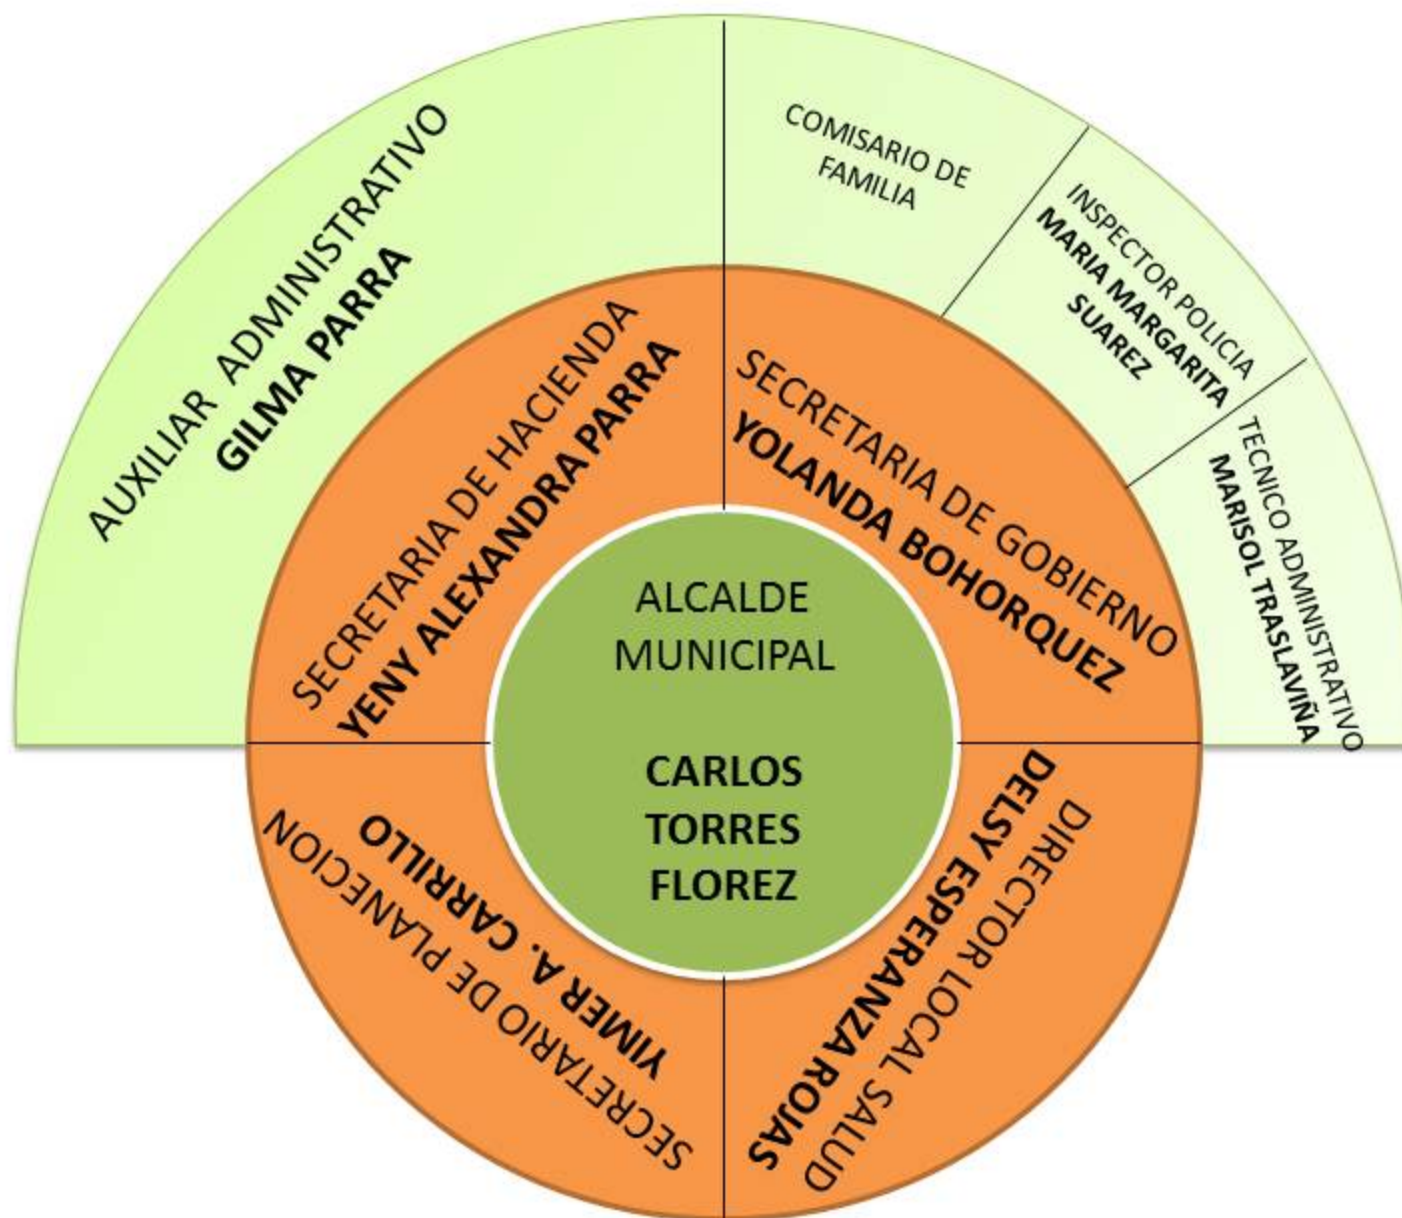 AUXILIAR ADMINISTRATIVO
GILMA PARRA
COMISARIO DE
FAMILIA
INSPECTOR POLICIA
MARIA MARGARITA
SUAREZ
TECNICO ADMINISTRATIVO
MARISOL TRASLAVIÑA
SECRETARIA DE HACIENDA
YENY ALEXANDRA PARRA
SECRETARIA DE GOBIERNO
YOLANDA BOHORQUEZ
ALCALDE
MUNICIPAL
CARLOS
TORRES
FLOREZ
SECRETARIO DE PLANECION
YIMER A. CARRILLO
DIRECTOR LOCAL SALUD
DELSY ESPERANZA ROJAS